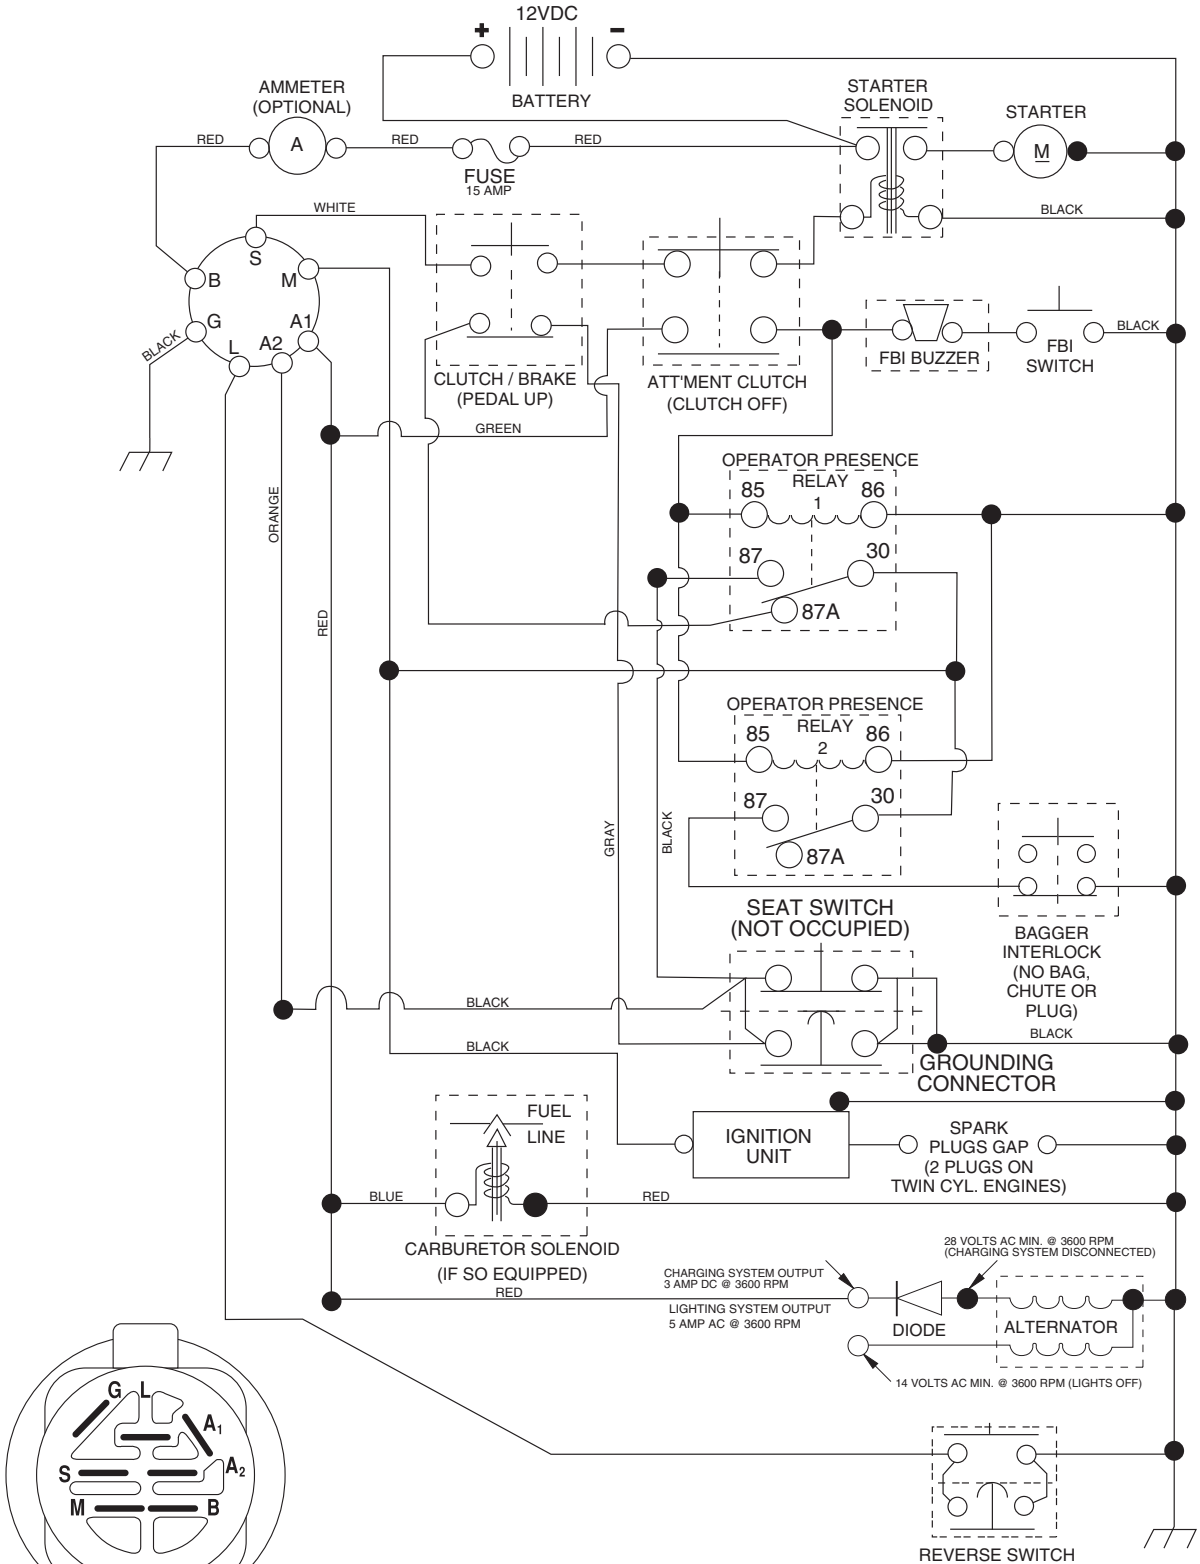 12VDC
+
−
BATTERY
AMMETER
(OPTIONAL)
STARTER
SOLENOID
STARTER
RED
A
RED
RED
M
FUSE
15 AMP
WHITE
BLACK
S
B
M
G
A1
L
A2
BLACK
FBI BUZZER
FBI
SWITCH
BLACK
CLUTCH / BRAKE
(PEDAL UP)
ATT'MENT CLUTCH
(CLUTCH OFF)
GREEN
OPERATOR PRESENCE
RELAY
1
85
86
87
30
87A
ORANGE
RED
OPERATOR PRESENCE
RELAY
2
85
86
87
30
87A
GRAY
BLACK
SEAT SWITCH
(NOT OCCUPIED)
BAGGER
INTERLOCK
(NO BAG,
CHUTE OR
PLUG)
BLACK
BLACK
BLACK
GROUNDING
CONNECTOR
FUEL
LINE
IGNITION
UNIT
SPARK
PLUGS GAP
(2 PLUGS ON
TWIN CYL. ENGINES)
BLUE
RED
CARBURETOR SOLENOID
(IF SO EQUIPPED)
28 VOLTS AC MIN. @ 3600 RPM
(CHARGING SYSTEM DISCONNECTED)
CHARGING SYSTEM OUTPUT
3 AMP DC @ 3600 RPM
RED
LIGHTING SYSTEM OUTPUT
5 AMP AC @ 3600 RPM
DIODE
ALTERNATOR
14 VOLTS AC MIN. @ 3600 RPM (LIGHTS OFF)
G
L
A1
A2
S
M
B
REVERSE SWITCH